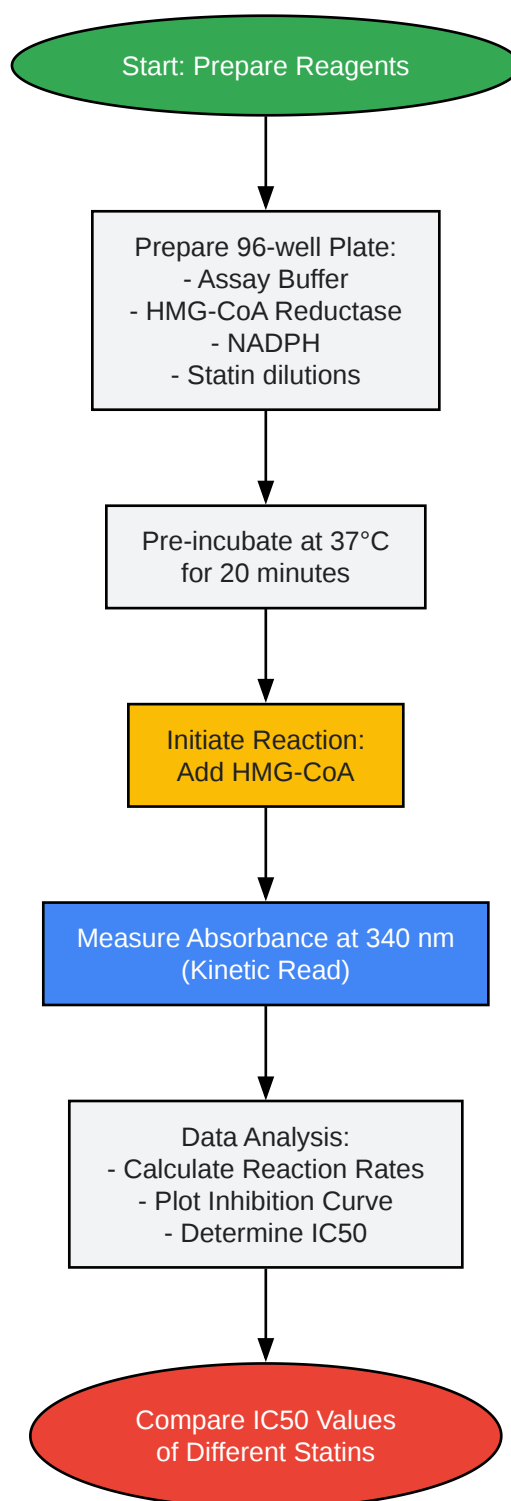 Start: Prepare Reagents
Prepare 96-well Plate:
- Assay Buffer
- HMG-CoA Reductase
- NADPH
- Statin dilutions
Pre-incubate at 37°C
for 20 minutes
Initiate Reaction:
Add HMG-CoA
Measure Absorbance at 340 nm
(Kinetic Read)
Data Analysis:
- Calculate Reaction Rates
- Plot Inhibition Curve
- Determine IC50
Compare IC50 Values
of Different Statins